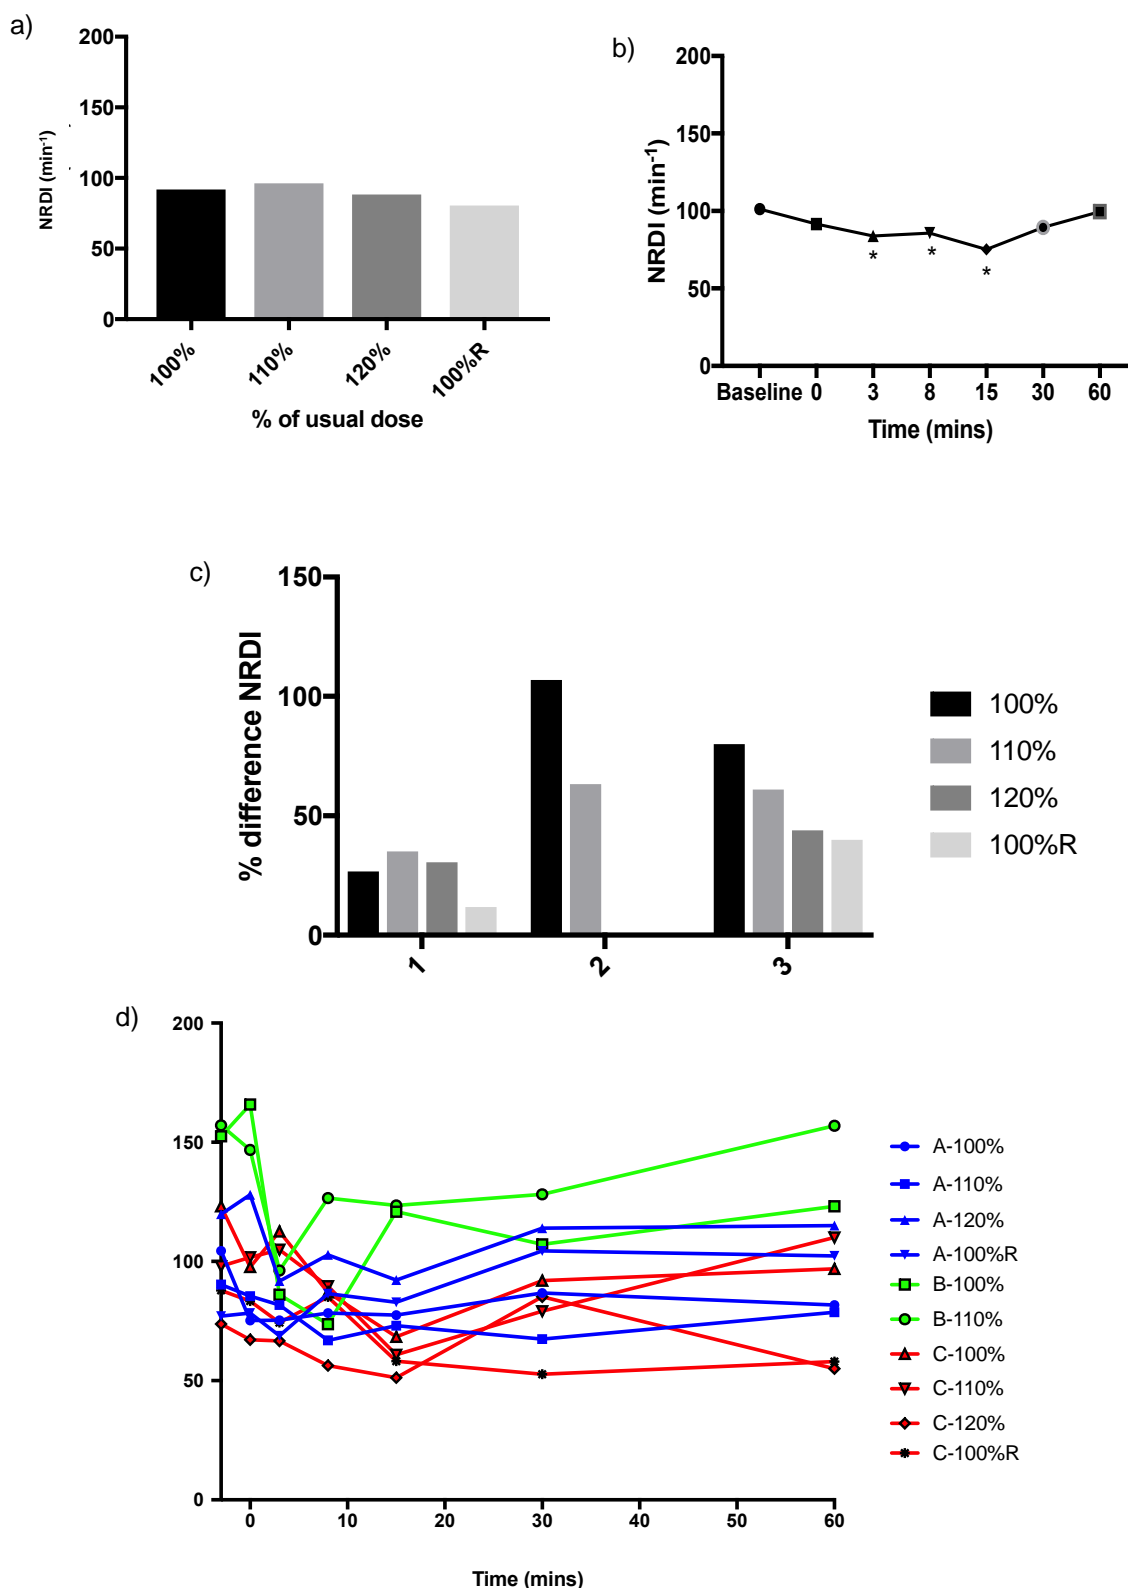 a)
200
150
100
50
0
NRDI (min⁻¹)
100%
110%
120%
100%R
% of usual dose
b)
200
150
100
50
0
NRDI (min⁻¹)
Baseline 0 3 8 15 30 60
* * *
Time (mins)
c)
150
100
50
0
% difference NRDI
1 2 3
100%
110%
120%
100%R
d)
200
150
100
50
0
0 10 20 30 40 50 60
Time (mins)
A-100%
A-110%
A-120%
A-100%R
B-100%
B-110%
C-100%
C-110%
C-120%
C-100%R